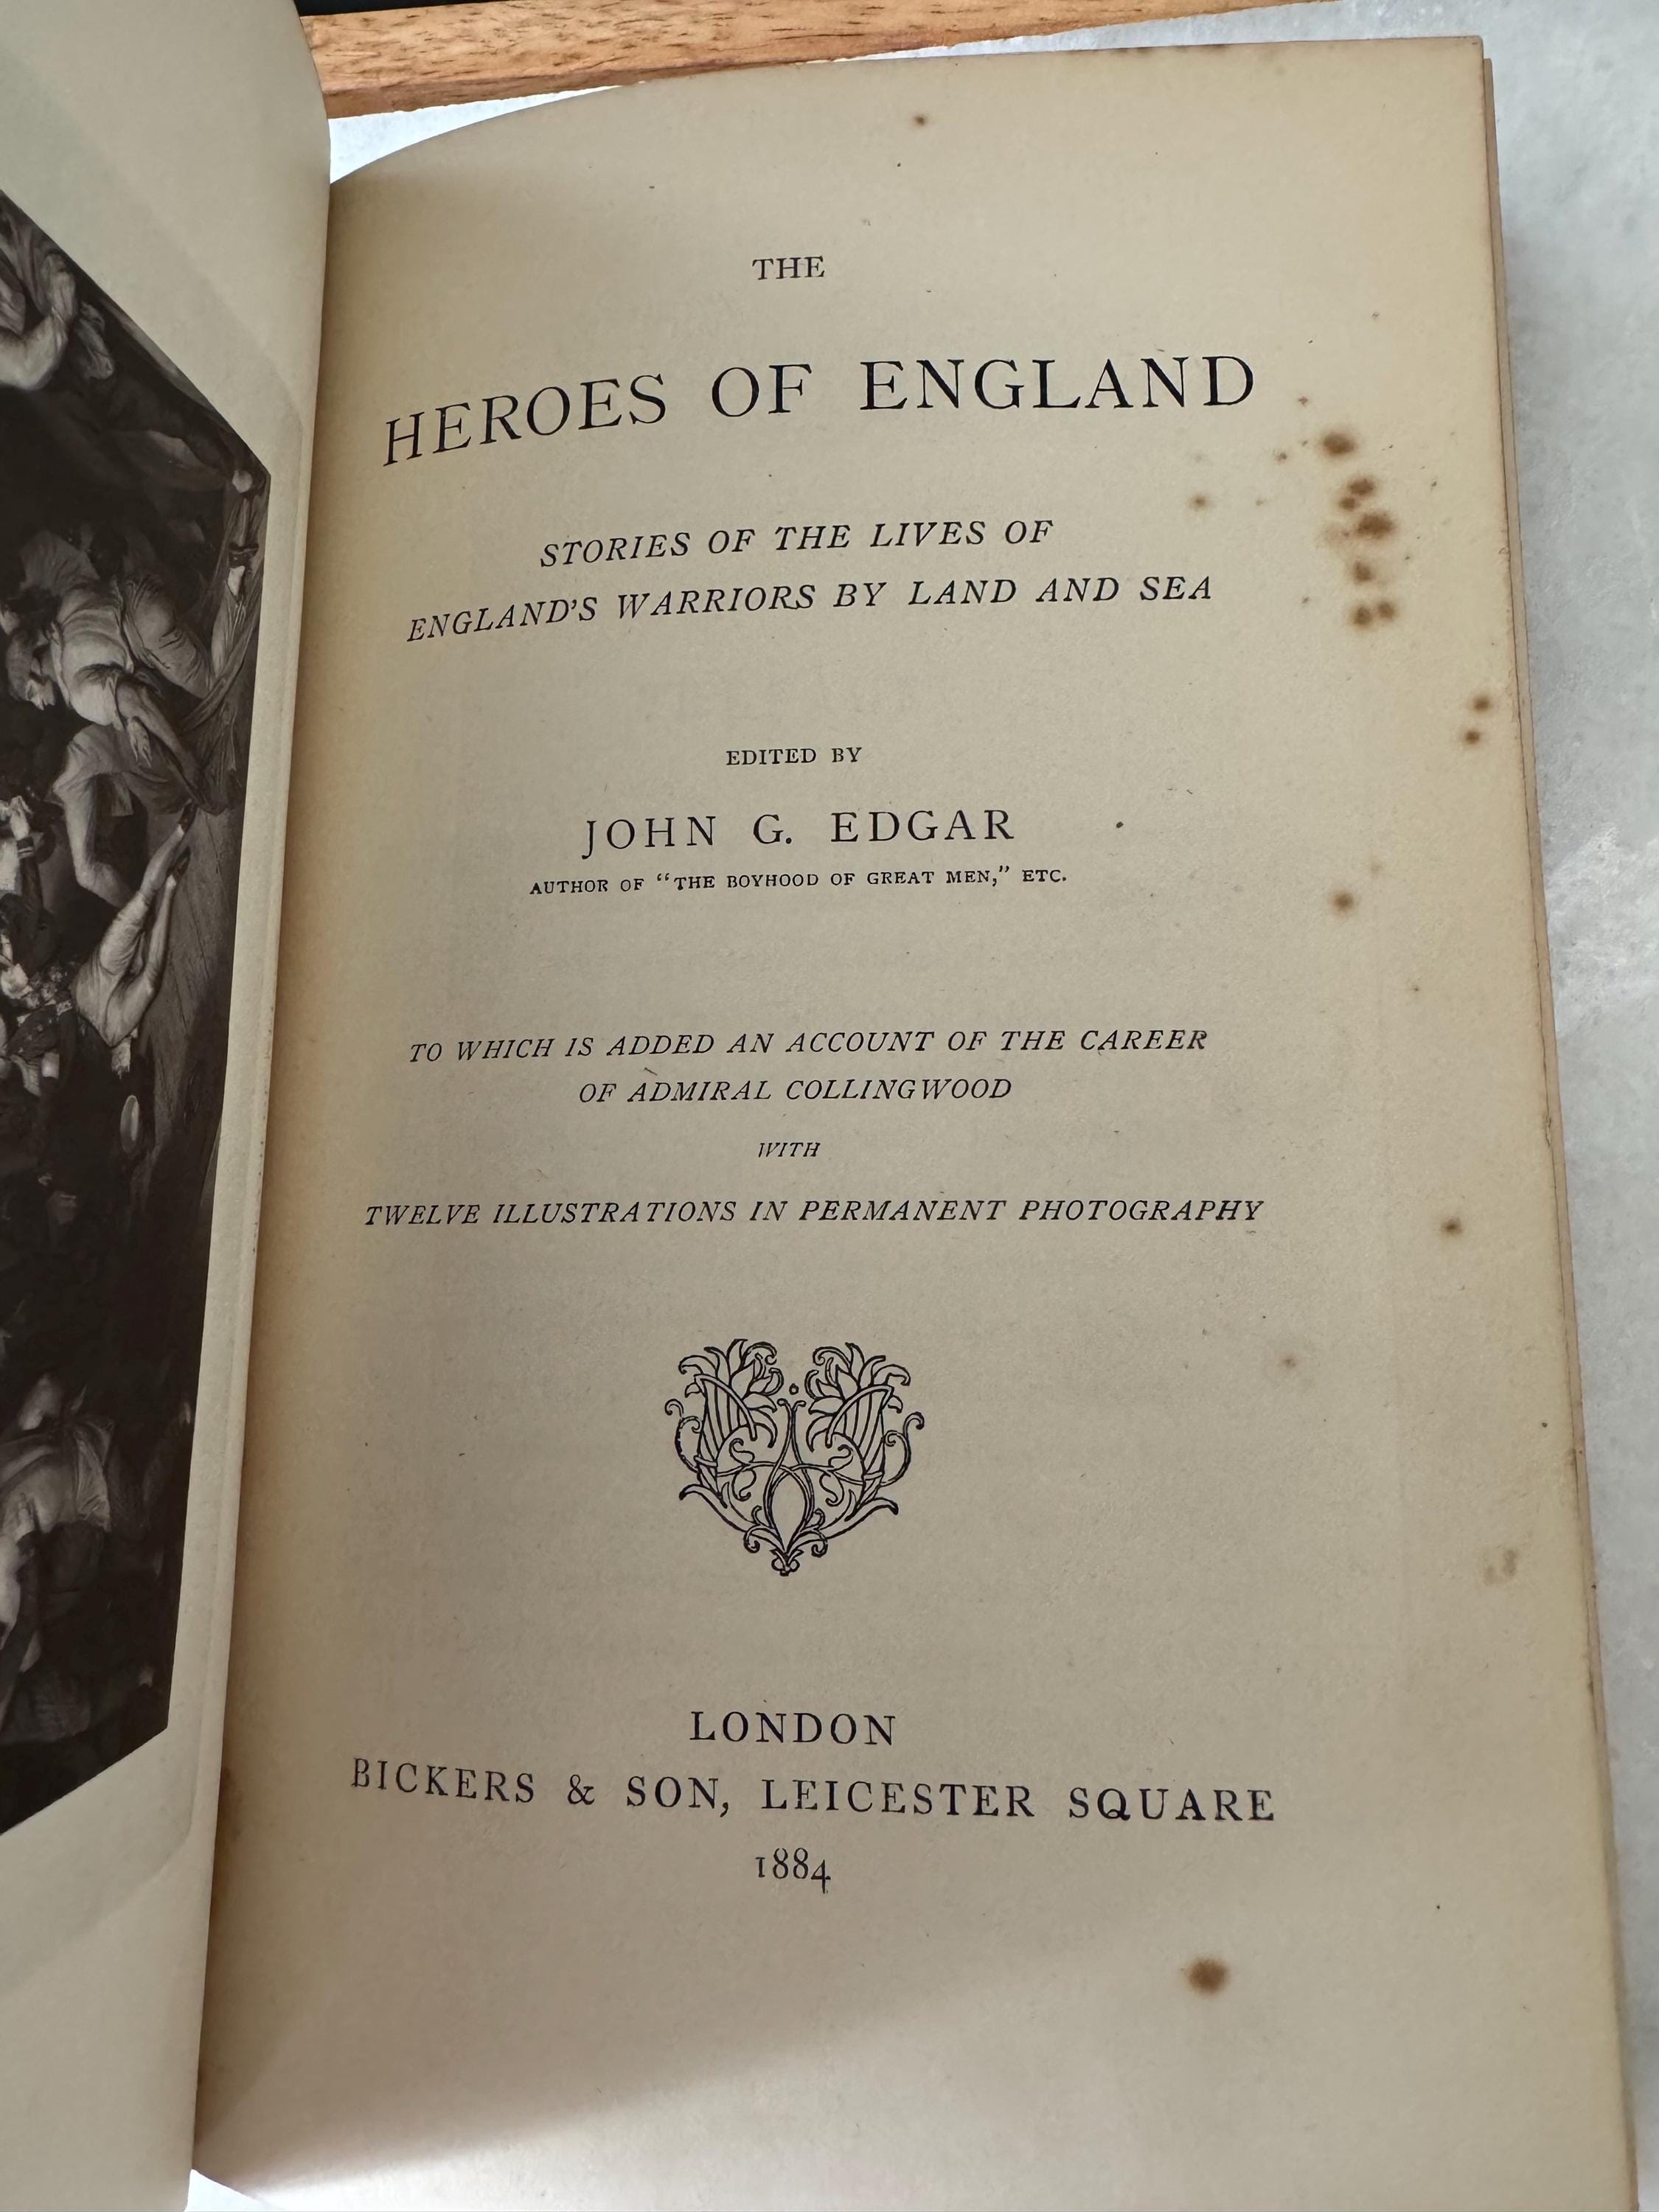 THE
HEROES OF ENGLAND
STORIES OF THE LIVES OF
ENGLAND'S WARRIORS BY LAND AND SEA
EDITED BY
JOHN G. EDGAR
AUTHOR OF "THE BOYHOOD OF GREAT MEN," ETC.
TO WHICH IS ADDED AN ACCOUNT OF THE CAREER
OF ADMIRAL COLLINGWOOD
WITH
TWELVE ILLUSTRATIONS IN PERMANENT PHOTOGRAPHY
LONDON
BICKERS & SON, LEICESTER SQUARE
1884